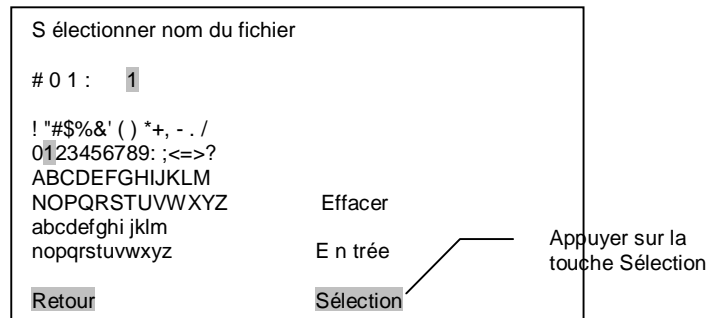 S électionner nom du fichier
# 0 1 : 1
! "#$%&' ( ) *+, - . /
0123456789: ;<=>?
ABCDEFGHIJKLM
NOPQRSTUVWXYZ Effacer
abcdefghi jklm
nopqrstuvwxyz E n trée
Appuyer sur la
touche Sélection
Retour Sélection